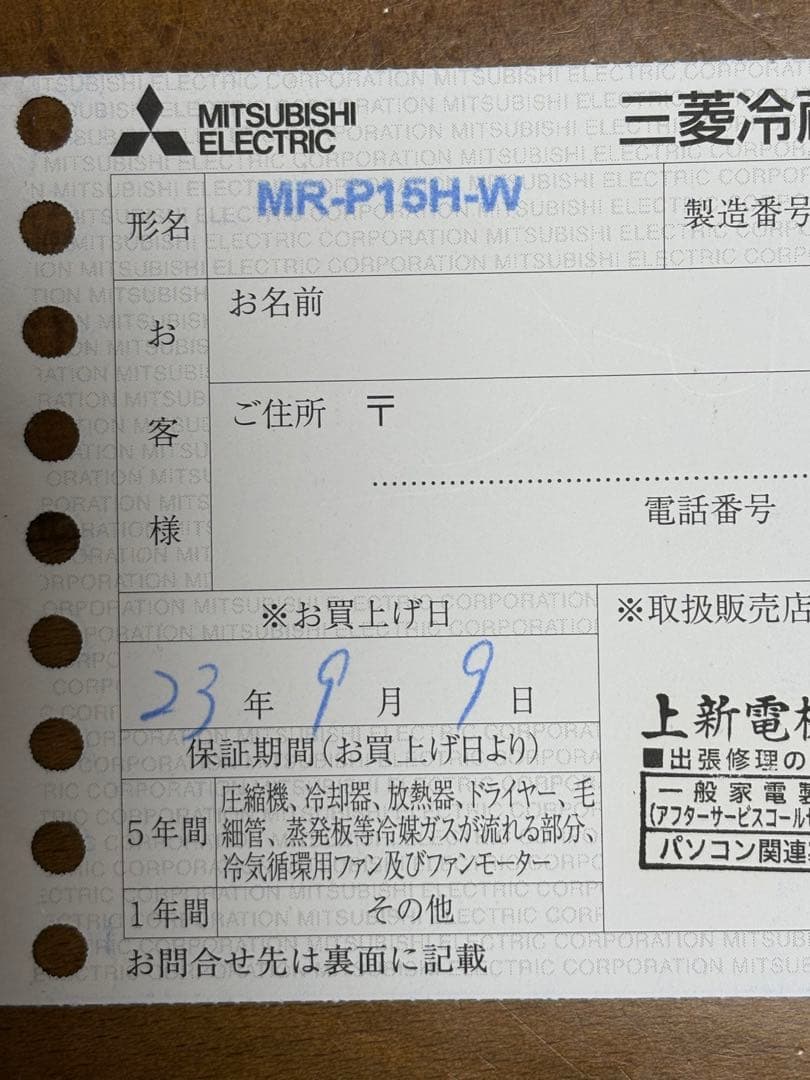 MITSUBISHI
ELECTRIC
三菱冷
形名
MR-P15H-W
製造番号
お客様
お名前
ご住所 〒
電話番号
※お買上げ日
23年9月9日
保証期間(お買上げ日より)
5年間
圧縮機、冷却器、放熱器、ドライヤー、毛
細管、蒸発板等冷媒ガスが流れる部分、
冷気循環用ファン及びファンモーター
1年間
その他
お問合せ先は裏面に記載
※取扱販売店
上新電
■出張修理の
一般家電製
(アフターサービスコール
パソコン関連